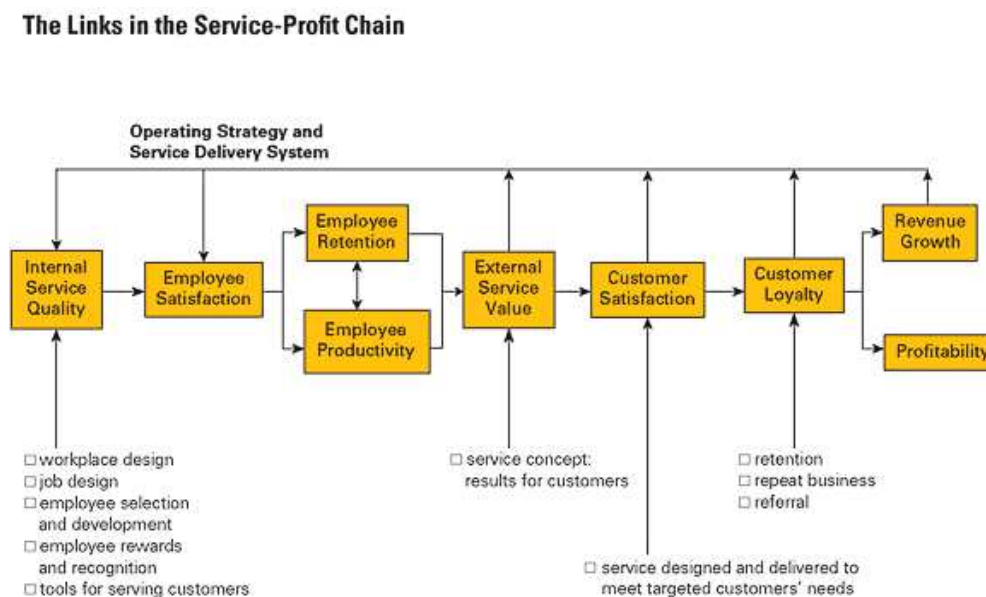 The Links in the Service-Profit Chain
Operating Strategy and
Service Delivery System
Internal
Service
Quality
Employee
Satisfaction
Employee
Retention
Employee
Productivity
External
Service
Value
Customer
Satisfaction
Customer
Loyalty
Revenue
Growth
Profitability
☐ workplace design
☐ job design
☐ employee selection
and development
☐ employee rewards
and recognition
☐ tools for serving customers
☐ service concept:
results for customers
☐ service designed and delivered to
meet targeted customers' needs
☐ retention
☐ repeat business
☐ referral